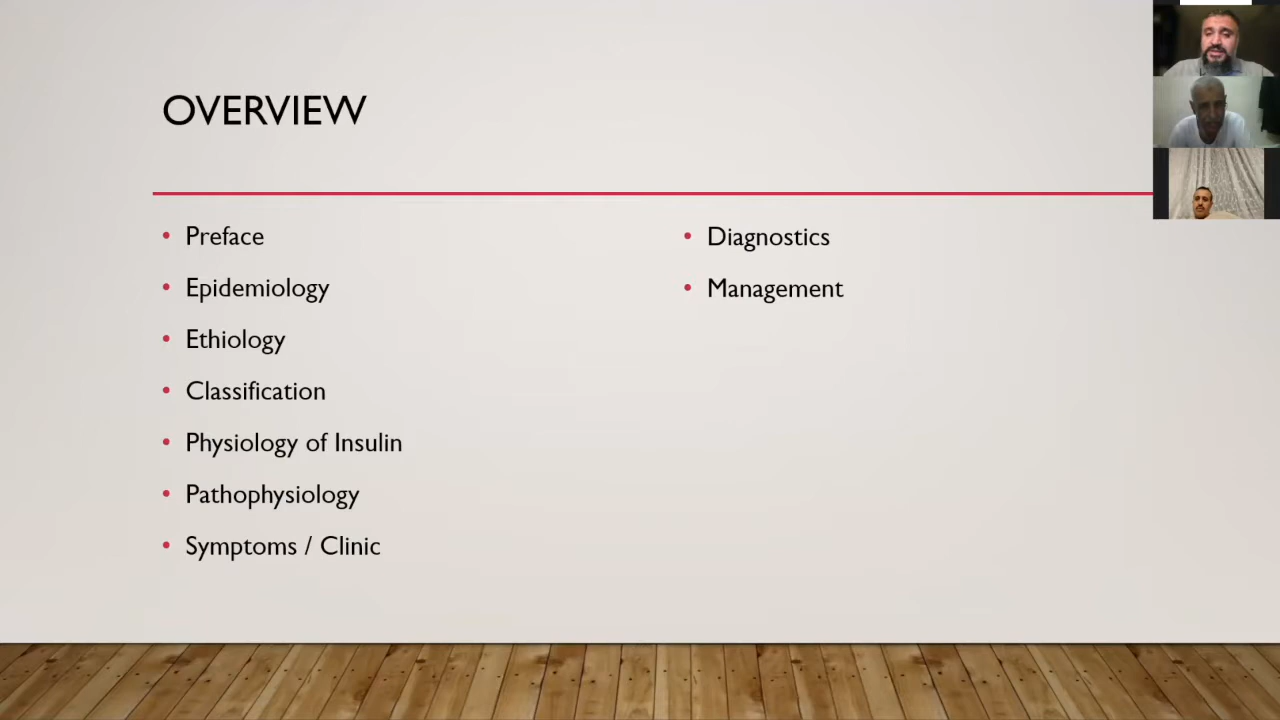 OVERVIEW
• Preface
• Epidemiology
• Ethiology
• Classification
• Physiology of Insulin
• Pathophysiology
• Symptoms / Clinic
• Diagnostics
• Management